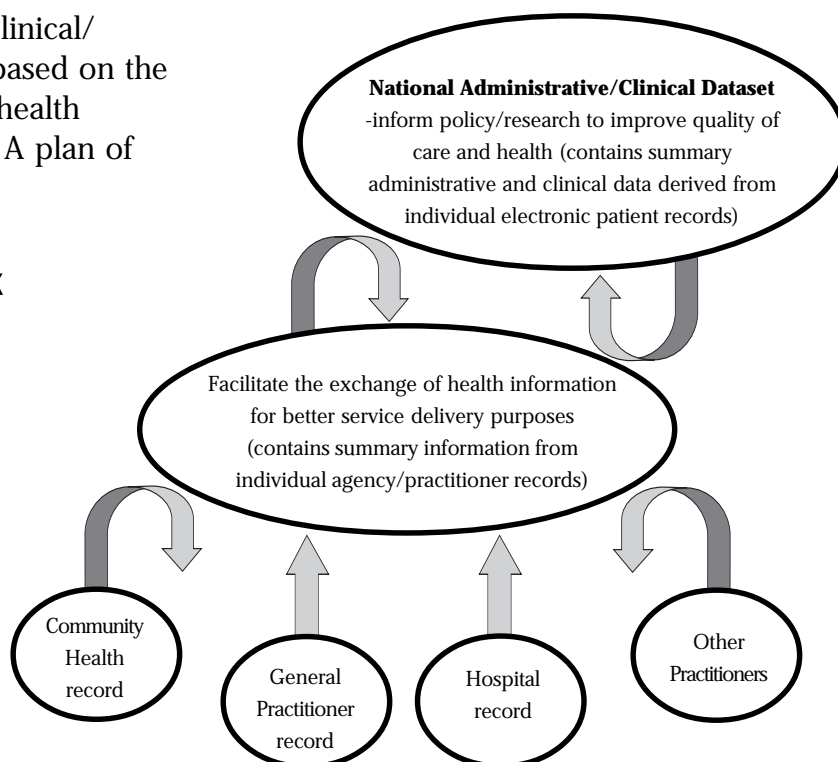 linical/
based on the
health
A plan of
National Administrative/Clinical Dataset
-inform policy/research to improve quality of
care and health (contains summary
administrative and clinical data derived from
individual electronic patient records)
Facilitate the exchange of health information
for better service delivery purposes
(contains summary information from
individual agency/practitioner records)
Community
Health
record
General
Practitioner
record
Hospital
record
Other
Practitioners